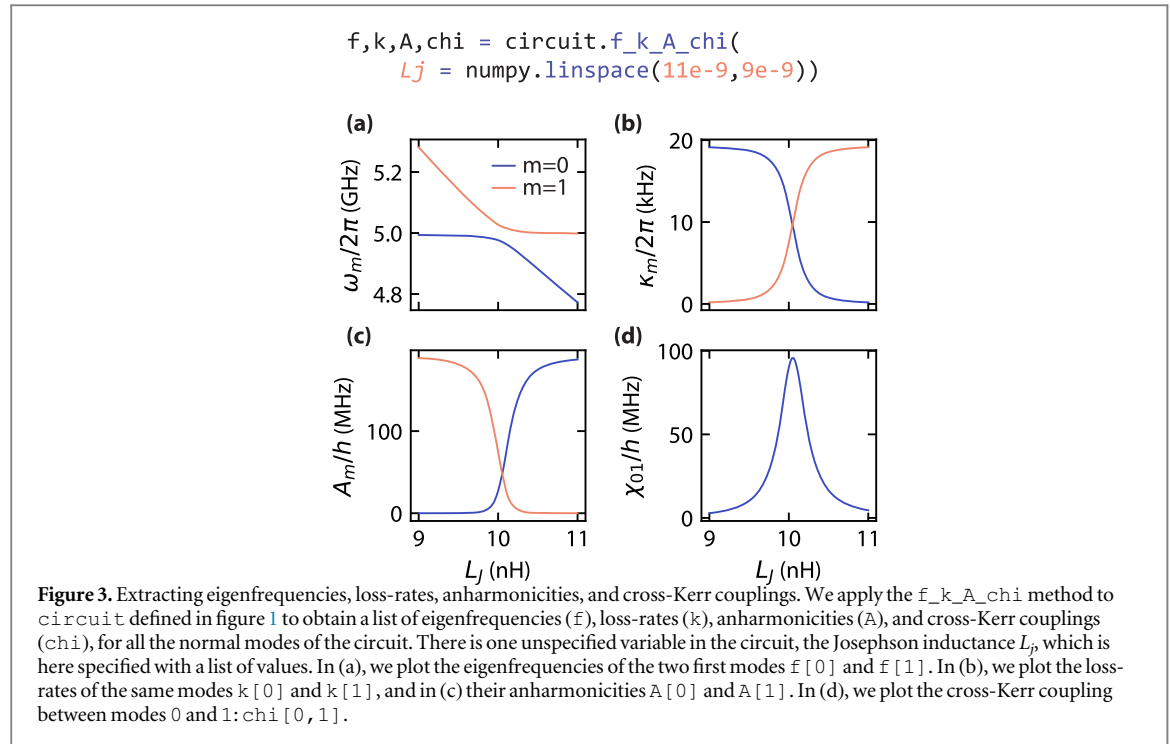 f,k,A,chi = circuit.f_k_A_chi(
Lj = numpy.linspace(11e-9,9e-9))
(a)
(b)
ω_m/2π (GHz)
5.2
5.0
4.8
m=0
m=1
κ_m/2π (kHz)
20
10
0
(c)
(d)
A_m/h (MHz)
100
0
9
10
11
L_J (nH)
χ_01/h (MHz)
100
50
0
9
10
11
L_J (nH)
Figure 3. Extracting eigenfrequencies, loss-rates, anharmonicities, and cross-Kerr couplings. We apply the f_k_A_chi method to
circuit defined in figure 1 to obtain a list of eigenfrequencies (f), loss-rates (k), anharmonicities (A), and cross-Kerr couplings
(chi), for all the normal modes of the circuit. There is one unspecified variable in the circuit, the Josephson inductance L_j, which is
here specified with a list of values. In (a), we plot the eigenfrequencies of the two first modes f[0] and f[1]. In (b), we plot the loss-
rates of the same modes k[0] and k[1], and in (c) their anharmonicities A[0] and A[1]. In (d), we plot the cross-Kerr coupling
between modes 0 and 1: chi[0,1].